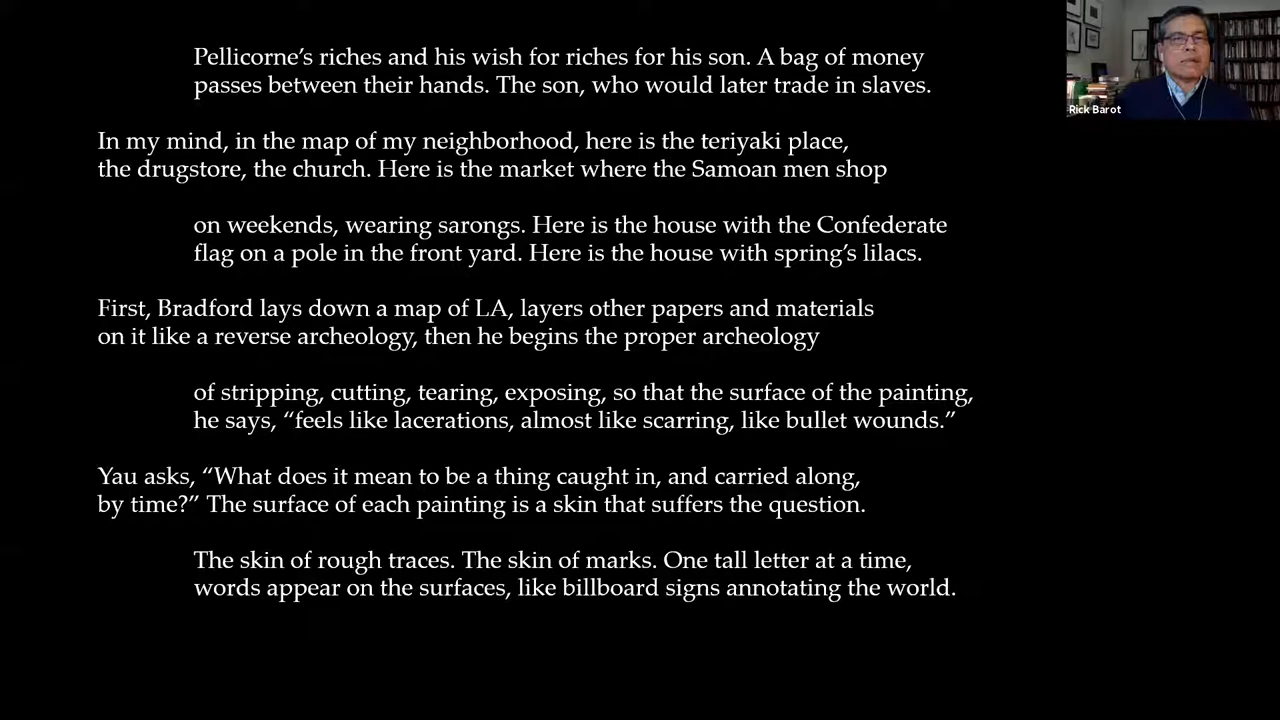 Pellicorne’s riches and his wish for riches for his son. A bag of money
passes between their hands. The son, who would later trade in slaves.
In my mind, in the map of my neighborhood, here is the teriyaki place,
the drugstore, the church. Here is the market where the Samoan men shop
on weekends, wearing sarongs. Here is the house with the Confederate
flag on a pole in the front yard. Here is the house with spring’s lilacs.
First, Bradford lays down a map of LA, layers other papers and materials
on it like a reverse archeology, then he begins the proper archeology
of stripping, cutting, tearing, exposing, so that the surface of the painting,
he says, “feels like lacerations, almost like scarring, like bullet wounds.”
Yau asks, “What does it mean to be a thing caught in, and carried along,
by time?” The surface of each painting is a skin that suffers the question.
The skin of rough traces. The skin of marks. One tall letter at a time,
words appear on the surfaces, like billboard signs annotating the world.
Rick Barot